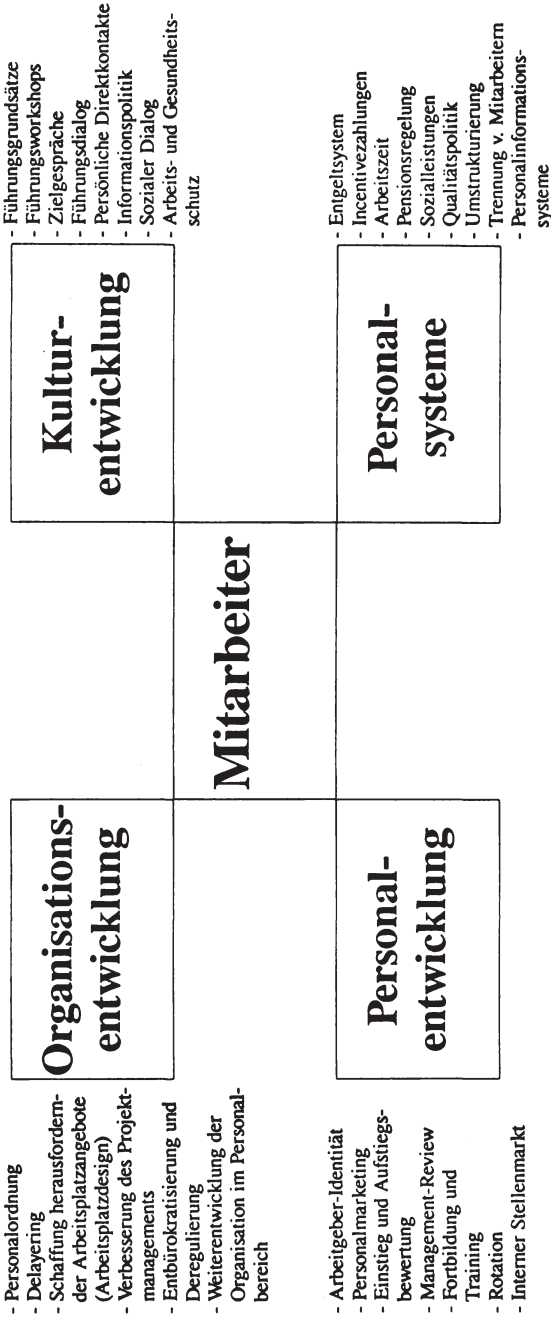 - Personalordnung
- Delayering
- Schaffung herausfordern-
der Arbeitsplatzangebote
(Arbeitsplatzdesign)
- Verbesserung des Projekt-
managements
- Entbürokratisierung und
Deregulierung
- Weiterentwicklung der
Organisation im Personal-
bereich
Organisations-
entwicklung
Kultur-
entwicklung
- Führungsgrundsätze
- Führungsworkshops
- Zielgespräche
- Führungsdialog
- Persönliche Direktkontakte
- Informationspolitik
- Sozialer Dialog
- Arbeits- und Gesundheits-
schutz
Mitarbeiter
- Arbeitgeber-Identität
- Personalmarketing
- Einstieg und Aufstiegs-
bewertung
- Management-Review
- Fortbildung und
Training
- Rotation
- Interner Stellenmarkt
Personal-
entwicklung
Personal-
systeme
- Entgeltsystem
- Incentivezahlungen
- Arbeitszeit
- Pensionsregelung
- Sozialleistungen
- Qualitätspolitik
- Umstrukturierung
- Trennung v. Mitarbeitern
- Personalinformations-
systeme